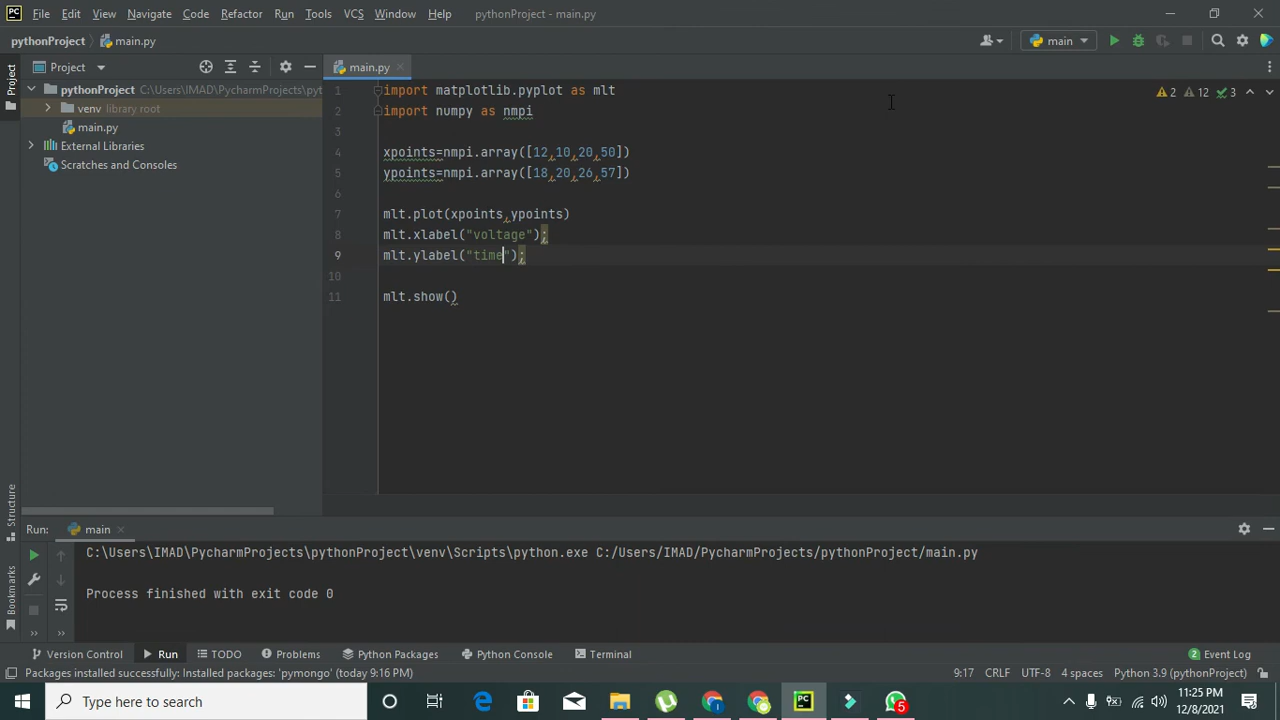 File Edit View Navigate Code Refactor Run Tools VCS Window Help pythonProject - main.py
pythonProject main.py main
Project main.py
Project
pythonProject C:\Users\IMAD\PycharmProjects\pyt
venv library root
main.py
External Libraries
Scratches and Consoles
2 12 3
1 import matplotlib.pyplot as mlt
2 import numpy as nmpi
3
4 xpoints=nmpi.array([12,10,20,50])
5 ypoints=nmpi.array([18,20,26,57])
6
7 mlt.plot(xpoints,ypoints)
8 mlt.xlabel("voltage");
9 mlt.ylabel("time");
10
11 mlt.show()
Structure
Bookmarks
Run: main
C:\Users\IMAD\PycharmProjects\pythonProject\venv\Scripts\python.exe C:/Users/IMAD/PycharmProjects/pythonProject/main.py
Process finished with exit code 0
Version Control Run TODO Problems Python Packages Python Console Terminal 2 Event Log
Packages installed successfully: Installed packages: 'pymongo' (today 9:16 PM) 9:17 CRLF UTF-8 4 spaces Python 3.9 (pythonProject)
Type here to search 5 11:25 PM
12/8/2021